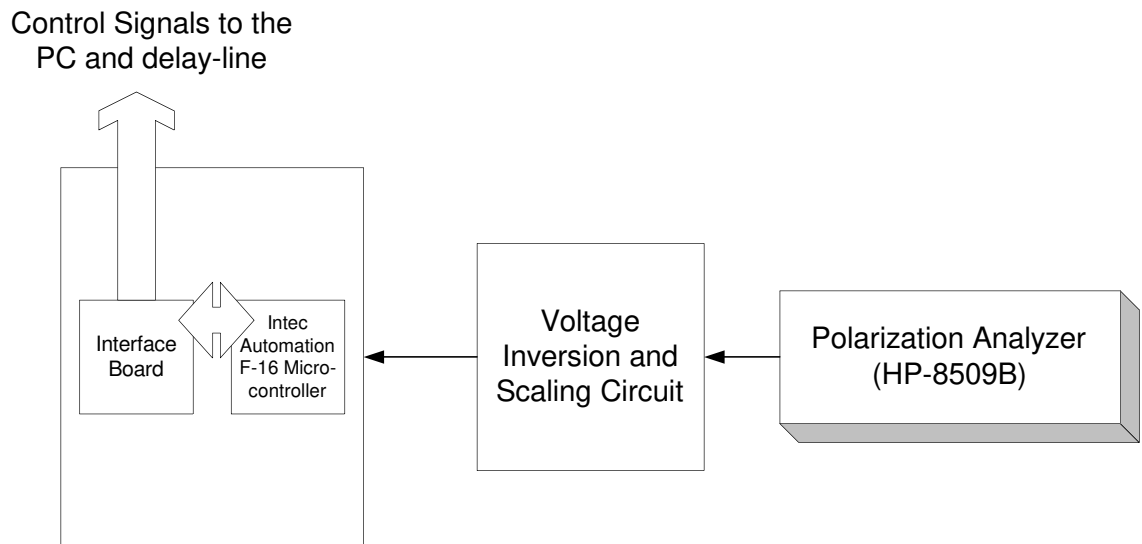 Control Signals to the
PC and delay-line
Interface
Board
Intec
Automation
F-16 Micro-
controller
Voltage
Inversion and
Scaling Circuit
Polarization Analyzer
(HP-8509B)